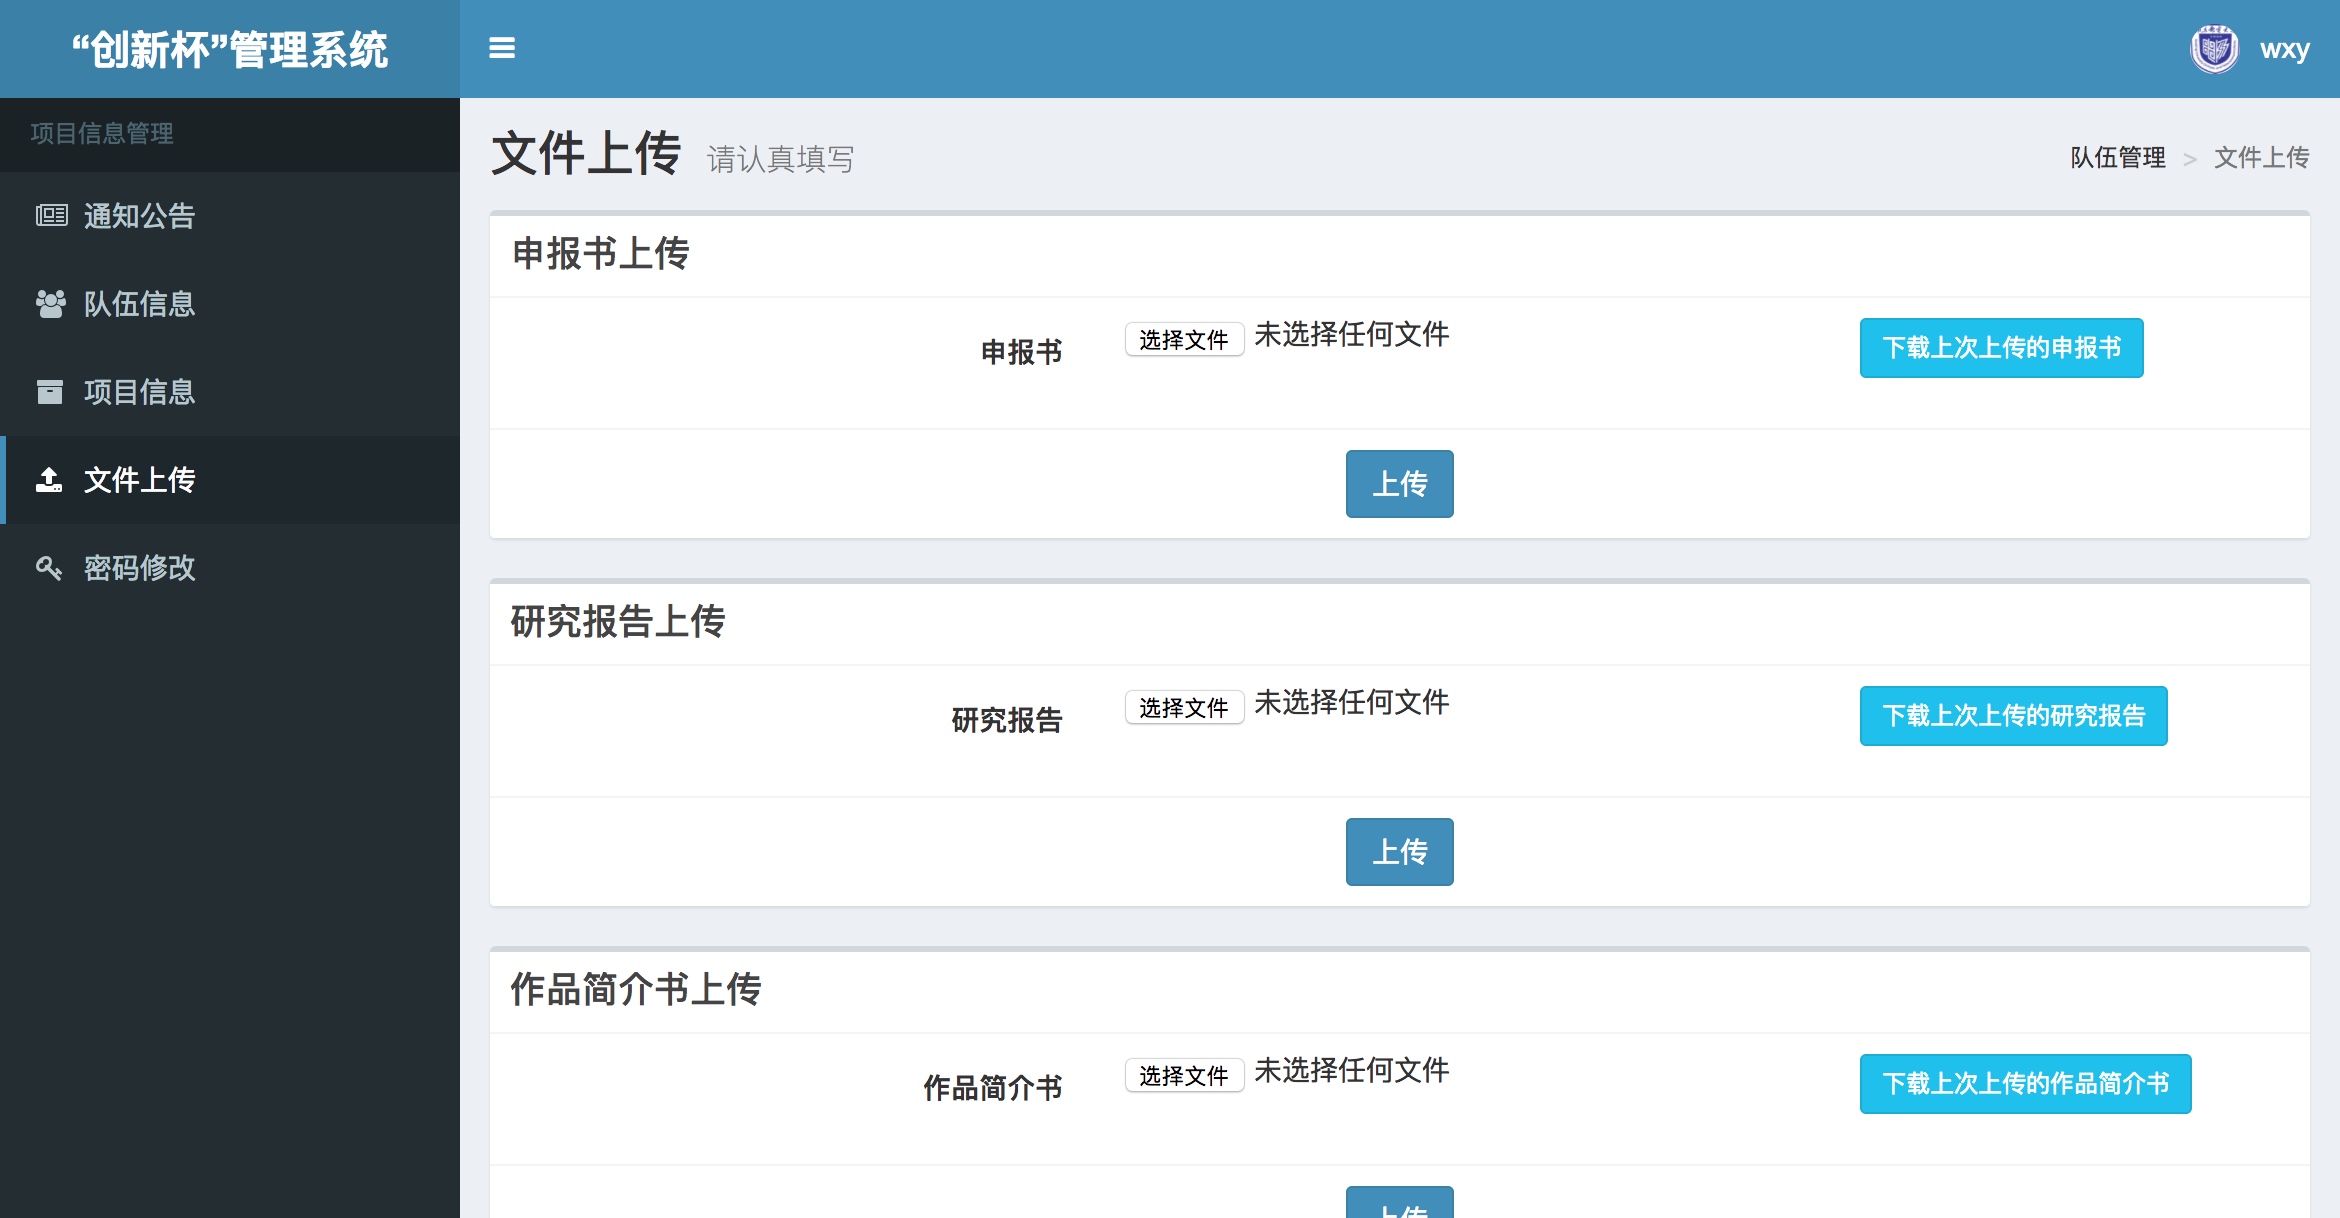 “创新杯”管理系统
wxy
项目信息管理
通知公告
队伍信息
项目信息
文件上传
密码修改
文件上传 请认真填写
队伍管理 > 文件上传
申报书上传
申报书 选择文件 未选择任何文件 下载上次上传的申报书
上传
研究报告上传
研究报告 选择文件 未选择任何文件 下载上次上传的研究报告
上传
作品简介书上传
作品简介书 选择文件 未选择任何文件 下载上次上传的作品简介书
上传